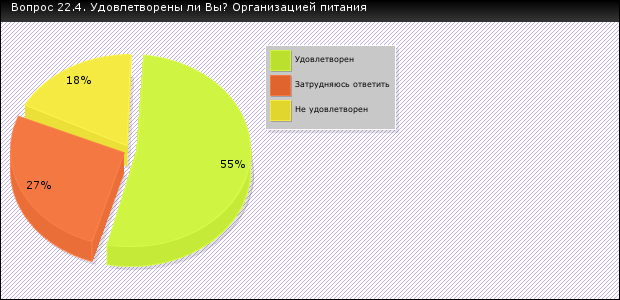 Вопрос 22.4. Удовлетворены ли Вы? Организацией питания
Удовлетворен
Затрудняюсь ответить
Не удовлетворен
18%
55%
27%